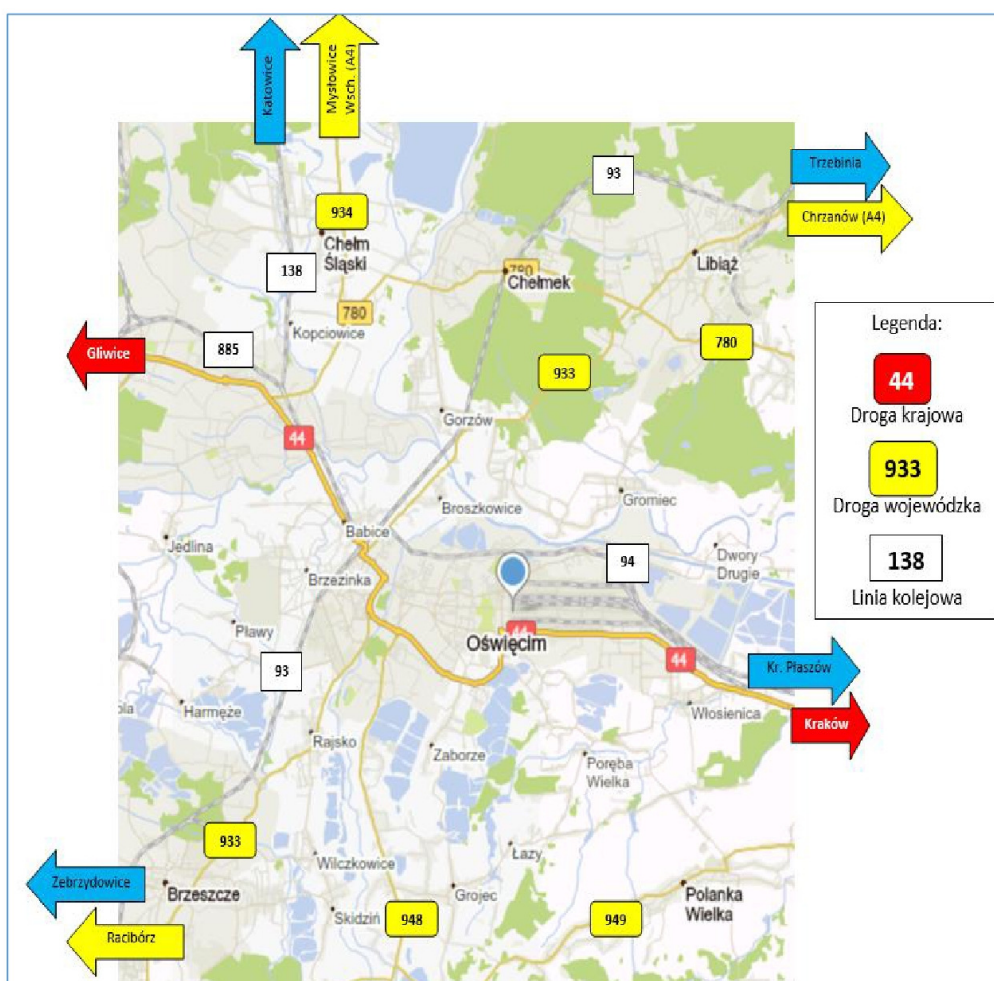 Katowice
Mysłowice
Wsch. (A4)
93
Trzebinia
Chrzanów (A4)
934
Chełm
Śląski
138
780
Chełmek
Libiąż
780
Kopciowice
780
Gliwice
885
933
Legenda:
44
Droga krajowa
933
Droga wojewódzka
138
Linia kolejowa
Gorzów
44
Broszkowice
Gromiec
Babice
Jedlina
Brzezinka
94
Dwory
Drugie
Pławy
44
Oświęcim
93
44
Kr. Płaszów
Harmęże
Włosienica
Kraków
Rajsko
Zaborze
Poręba
Wielka
933
Wilczkowice
Łazy
Zebrzydowice
Brzeszcze
Grojec
Polanka
Wielka
Skidziń
948
949
Racibórz